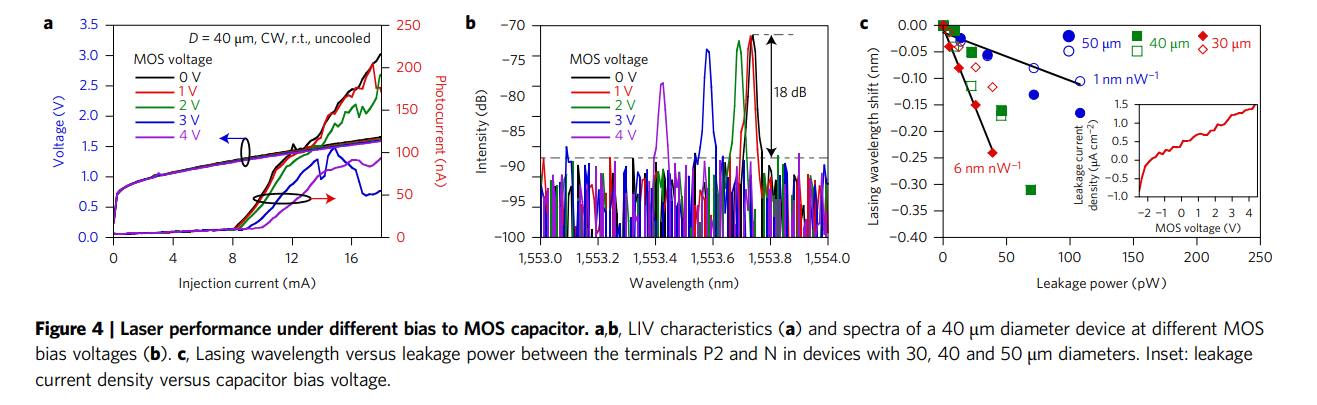 a
3.5
3.0
2.5
2.0
1.5
1.0
0.5
0.0
Voltage (V)
D = 40 μm, CW, r.t., uncooled
MOS voltage
0 V
1 V
2 V
3 V
4 V
250
200
150
100
50
0
Photocurrent (nA)
0 4 8 12 16
Injection current (mA)
b
−70
−75
−80
−85
−90
−95
−100
Intensity (dB)
MOS voltage
0 V
1 V
2 V
3 V
4 V
18 dB
1,553.0 1,553.2 1,553.4 1,553.6 1,553.8 1,554.0
Wavelength (nm)
c
0.00
−0.05
−0.10
−0.15
−0.20
−0.25
−0.30
−0.35
−0.40
Lasing wavelength shift (nm)
50 μm 40 μm 30 μm
1 nm nW⁻¹
6 nm nW⁻¹
1.5
1.0
0.5
0.0
−0.5
−1.0
Leakage current
density (μA cm⁻²)
−2 −1 0 1 2 3 4
MOS voltage (V)
0 50 100 150 200 250
Leakage power (pW)
Figure 4 | Laser performance under different bias to MOS capacitor. a,b, LIV characteristics (a) and spectra of a 40 μm diameter device at different MOS
bias voltages (b). c, Lasing wavelength versus leakage power between the terminals P2 and N in devices with 30, 40 and 50 μm diameters. Inset: leakage
current density versus capacitor bias voltage.